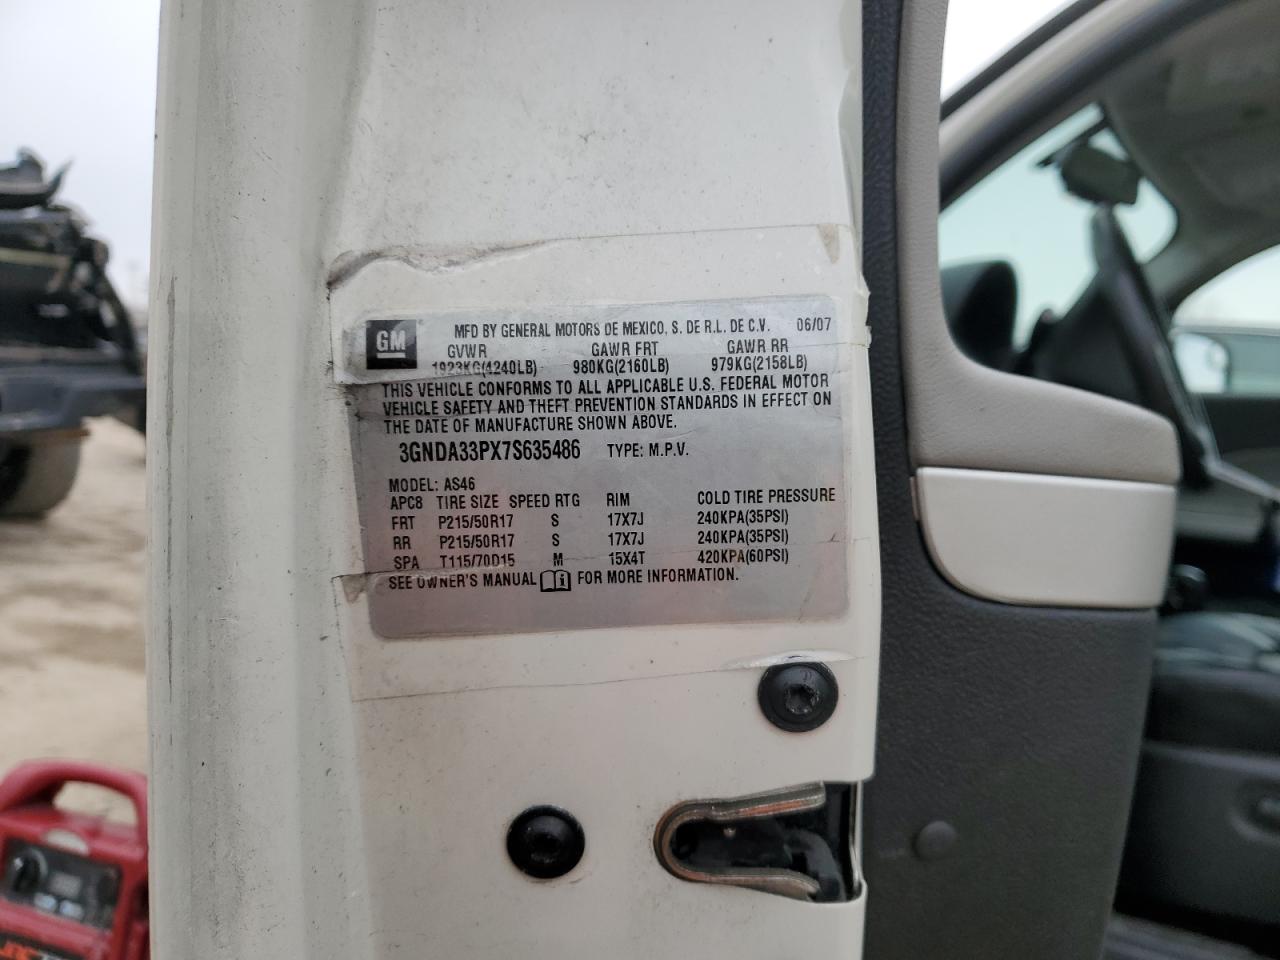 GM MFD BY GENERAL MOTORS DE MEXICO, S. DE R.L. DE C.V. 06/07
GVWR GAWR FRT GAWR RR
1923KG(4240LB) 980KG(2160LB) 979KG(2158LB)
THIS VEHICLE CONFORMS TO ALL APPLICABLE U.S. FEDERAL MOTOR
VEHICLE SAFETY AND THEFT PREVENTION STANDARDS IN EFFECT ON
THE DATE OF MANUFACTURE SHOWN ABOVE.
3GNDA33PX7S635486 TYPE: M.P.V.
MODEL: AS46
APC8 TIRE SIZE SPEED RTG RIM COLD TIRE PRESSURE
FRT P215/50R17 S 17X7J 240KPA(35PSI)
RR P215/50R17 S 17X7J 240KPA(35PSI)
SPA T115/70D15 M 15X4T 420KPA(60PSI)
SEE OWNER'S MANUAL i FOR MORE INFORMATION.